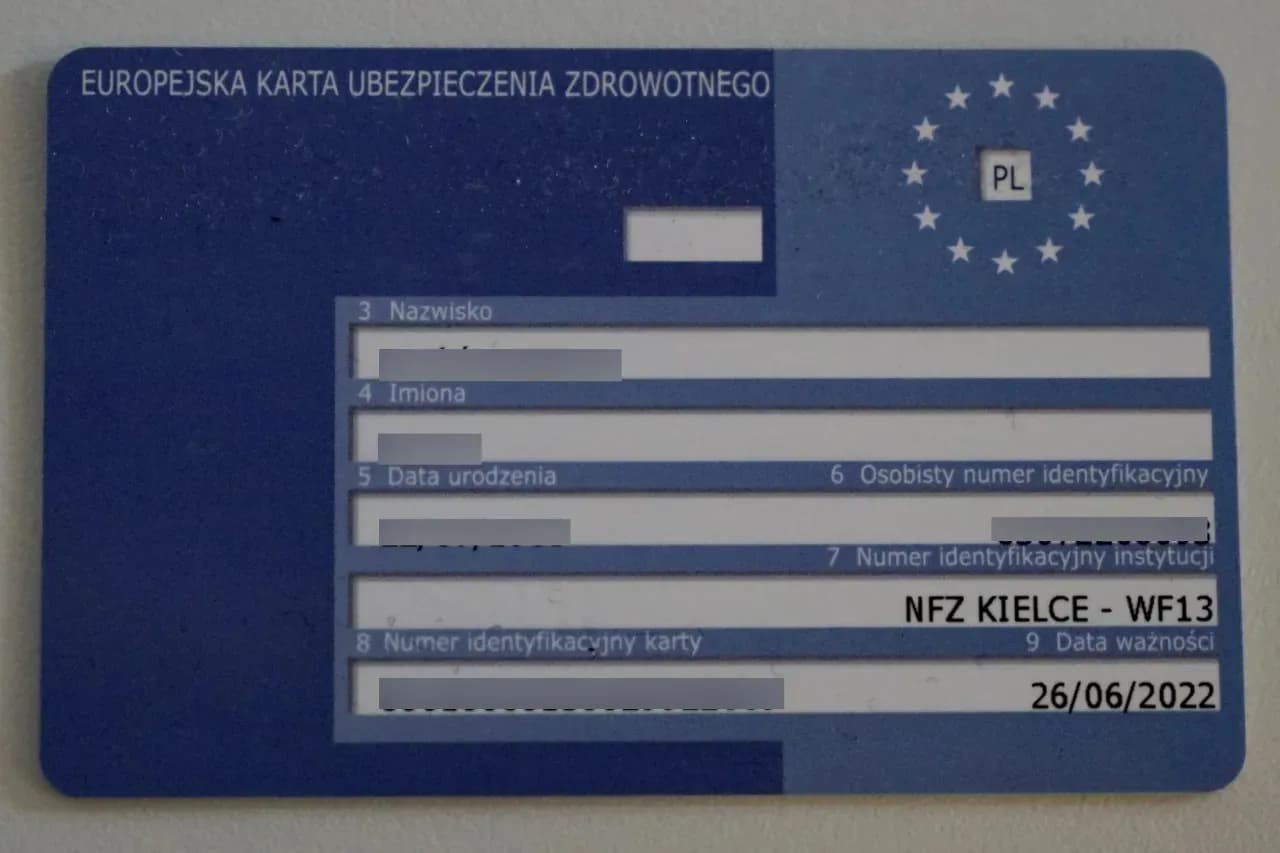 EUROPEJSKA KARTA UBEZPIECZENIA ZDROWOTNEGO
PL
3 Nazwisko
4 Imiona
5 Data urodzenia 6 Osobisty numer identyfikacyjny
7 Numer identyfikacyjny instytucji
NFZ KIELCE - WF13
8 Numer identyfikacyjny karty 9 Data ważności
26/06/2022